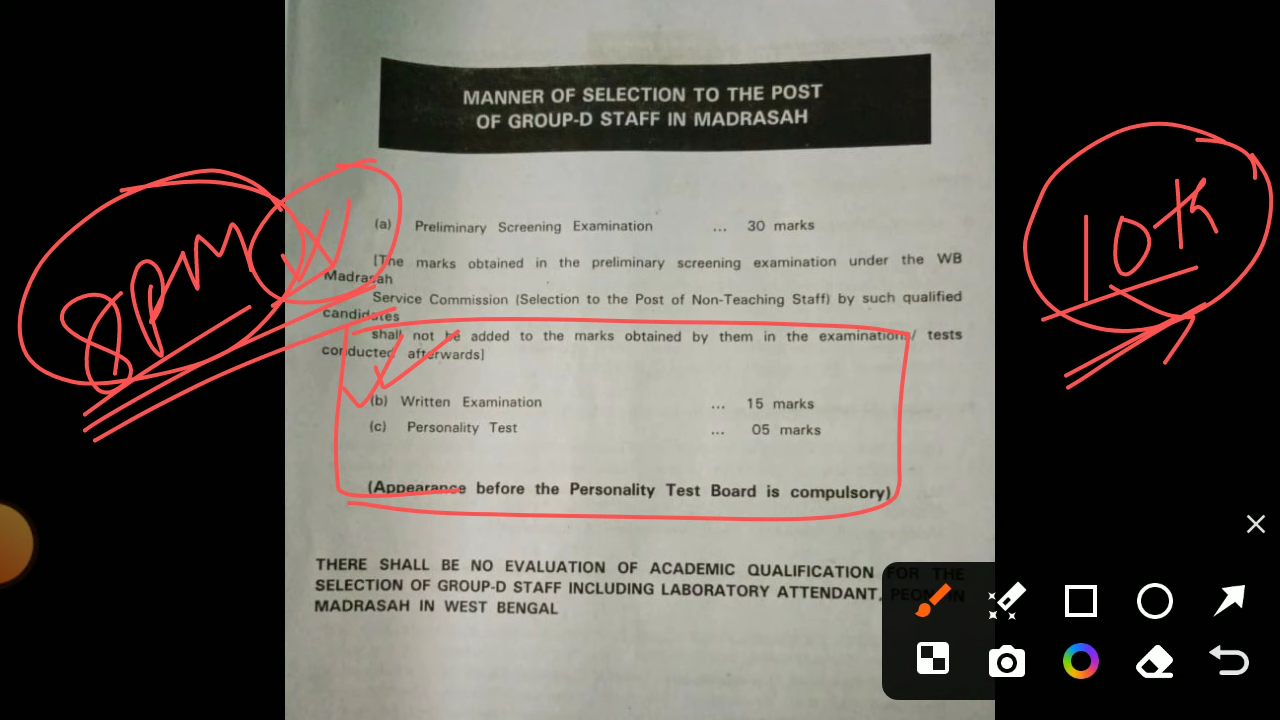 MANNER OF SELECTION TO THE POST
OF GROUP-D STAFF IN MADRASAH
(a) Preliminary Screening Examination ... 30 marks
[The marks obtained in the preliminary screening examination under the WB
Madrasah
Service Commission (Selection to the Post of Non-Teaching Staff) by such qualified
candidates
shall not be added to the marks obtained by them in the examination/ tests
conducted afterwards]
(b) Written Examination ... 15 marks
(c) Personality Test ... 05 marks
(Appearance before the Personality Test Board is compulsory)
THERE SHALL BE NO EVALUATION OF ACADEMIC QUALIFICATION FOR THE
SELECTION OF GROUP-D STAFF INCLUDING LABORATORY ATTENDANT, PEON IN
MADRASAH IN WEST BENGAL
8PM
10th